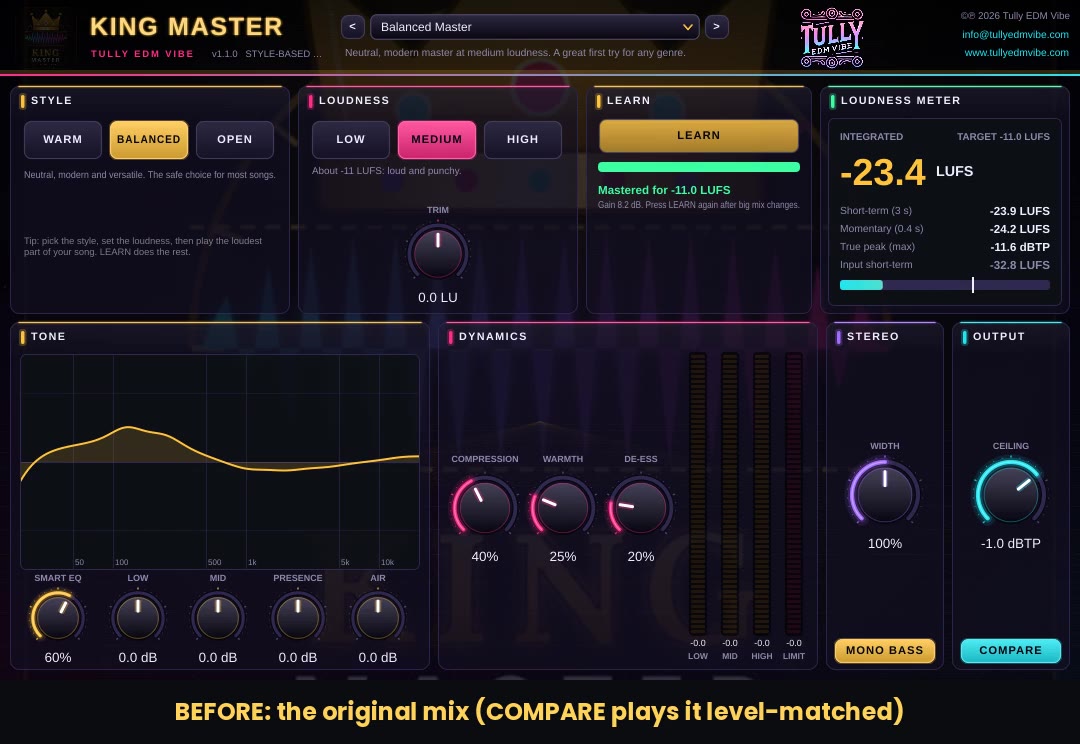 KING MASTER
TULLY EDM VIBE v1.1.0 STYLE-BASED ...
< Balanced Master >
Neutral, modern master at medium loudness. A great first try for any genre.
TULLY
EDM VIBE
©℗ 2026 Tully EDM Vibe
info@tullyedmvibe.com
www.tullyedmvibe.com
KING
MASTER
STYLE
WARM BALANCED OPEN
Neutral, modern and versatile. The safe choice for most songs.
Tip: pick the style, set the loudness, then play the loudest
part of your song. LEARN does the rest.
LOUDNESS
LOW MEDIUM HIGH
About -11 LUFS: loud and punchy.
TRIM
0.0 LU
LEARN
LEARN
Mastered for -11.0 LUFS
Gain 8.2 dB. Press LEARN again after big mix changes.
LOUDNESS METER
INTEGRATED TARGET -11.0 LUFS
-23.4 LUFS
Short-term (3 s) -23.9 LUFS
Momentary (0.4 s) -24.2 LUFS
True peak (max) -11.6 dBTP
Input short-term -32.8 LUFS
TONE
50 100 500 1k 5k 10k
SMART EQ LOW MID PRESENCE AIR
60% 0.0 dB 0.0 dB 0.0 dB 0.0 dB
DYNAMICS
COMPRESSION WARMTH DE-ESS
40% 25% 20%
-0.0 -0.0 -0.0 -0.0
LOW MID HIGH LIMIT
STEREO
WIDTH
100%
MONO BASS
OUTPUT
CEILING
-1.0 dBTP
COMPARE
KING
BEFORE: the original mix (COMPARE plays it level-matched)